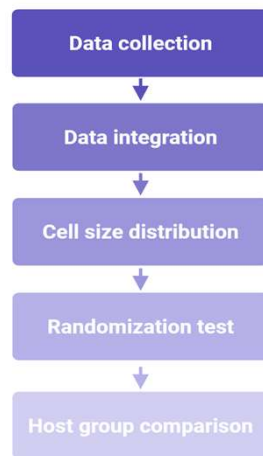 Data collection
Data integration
Cell size distribution
Randomization test
Host group comparison